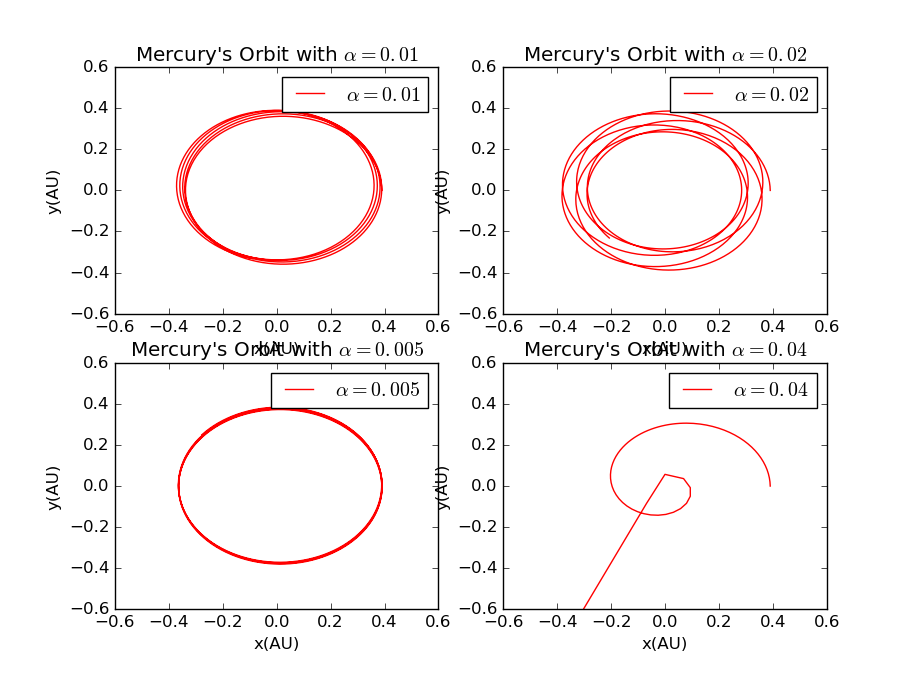 Mercury's Orbit with α = 0.01
Mercury's Orbit with α = 0.02
0.6
0.4
0.2
0.0
−0.2
−0.4
−0.6
y(AU)
α = 0.01
−0.6 −0.4 −0.2 0.0 0.2 0.4 0.6
x(AU)
0.6
0.4
0.2
0.0
−0.2
−0.4
−0.6
y(AU)
α = 0.02
−0.6 −0.4 −0.2 0.0 0.2 0.4 0.6
x(AU)
Mercury's Orbit with α = 0.005
Mercury's Orbit with α = 0.04
0.6
0.4
0.2
0.0
−0.2
−0.4
−0.6
y(AU)
α = 0.005
−0.6 −0.4 −0.2 0.0 0.2 0.4 0.6
x(AU)
0.6
0.4
0.2
0.0
−0.2
−0.4
−0.6
y(AU)
α = 0.04
−0.6 −0.4 −0.2 0.0 0.2 0.4 0.6
x(AU)